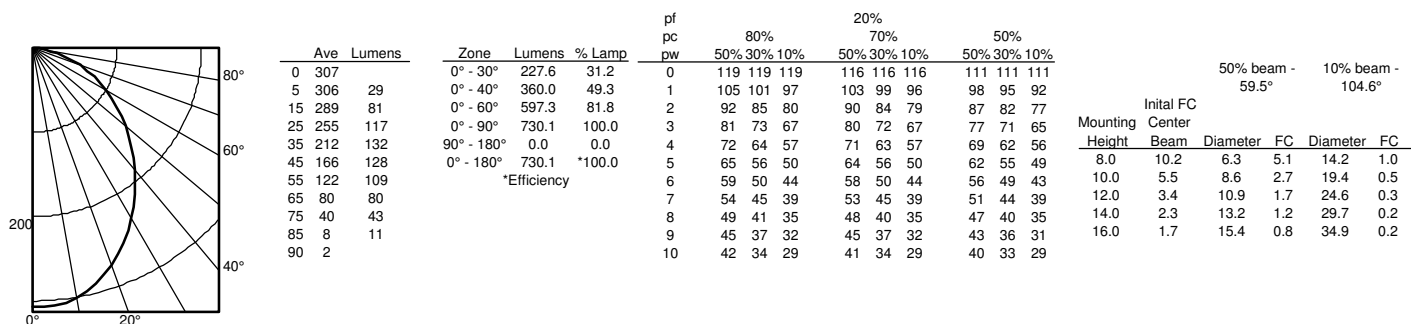 80°
60°
40°
200
0° 20°
Ave Lumens
0 307
5 306 29
15 289 81
25 255 117
35 212 132
45 166 128
55 122 109
65 80 80
75 40 43
85 8 11
90 2
Zone Lumens % Lamp
0° - 30° 227.6 31.2
0° - 40° 360.0 49.3
0° - 60° 597.3 81.8
0° - 90° 730.1 100.0
90° - 180° 0.0 0.0
0° - 180° 730.1 *100.0
*Efficiency
pf 20%
pc 80% 70% 50%
pw 50% 30% 10% 50% 30% 10% 50% 30% 10%
0 119 119 119 116 116 116 111 111 111
1 105 101 97 103 99 96 98 95 92
2 92 85 80 90 84 79 87 82 77
3 81 73 67 80 72 67 77 71 65
4 72 64 57 71 63 57 69 62 56
5 65 56 50 64 56 50 62 55 49
6 59 50 44 58 50 44 56 49 43
7 54 45 39 53 45 39 51 44 39
8 49 41 35 48 40 35 47 40 35
9 45 37 32 45 37 32 43 36 31
10 42 34 29 41 34 29 40 33 29
50% beam - 10% beam -
59.5° 104.6°
Inital FC
Mounting Center
Height Beam Diameter FC Diameter FC
8.0 10.2 6.3 5.1 14.2 1.0
10.0 5.5 8.6 2.7 19.4 0.5
12.0 3.4 10.9 1.7 24.6 0.3
14.0 2.3 13.2 1.2 29.7 0.2
16.0 1.7 15.4 0.8 34.9 0.2